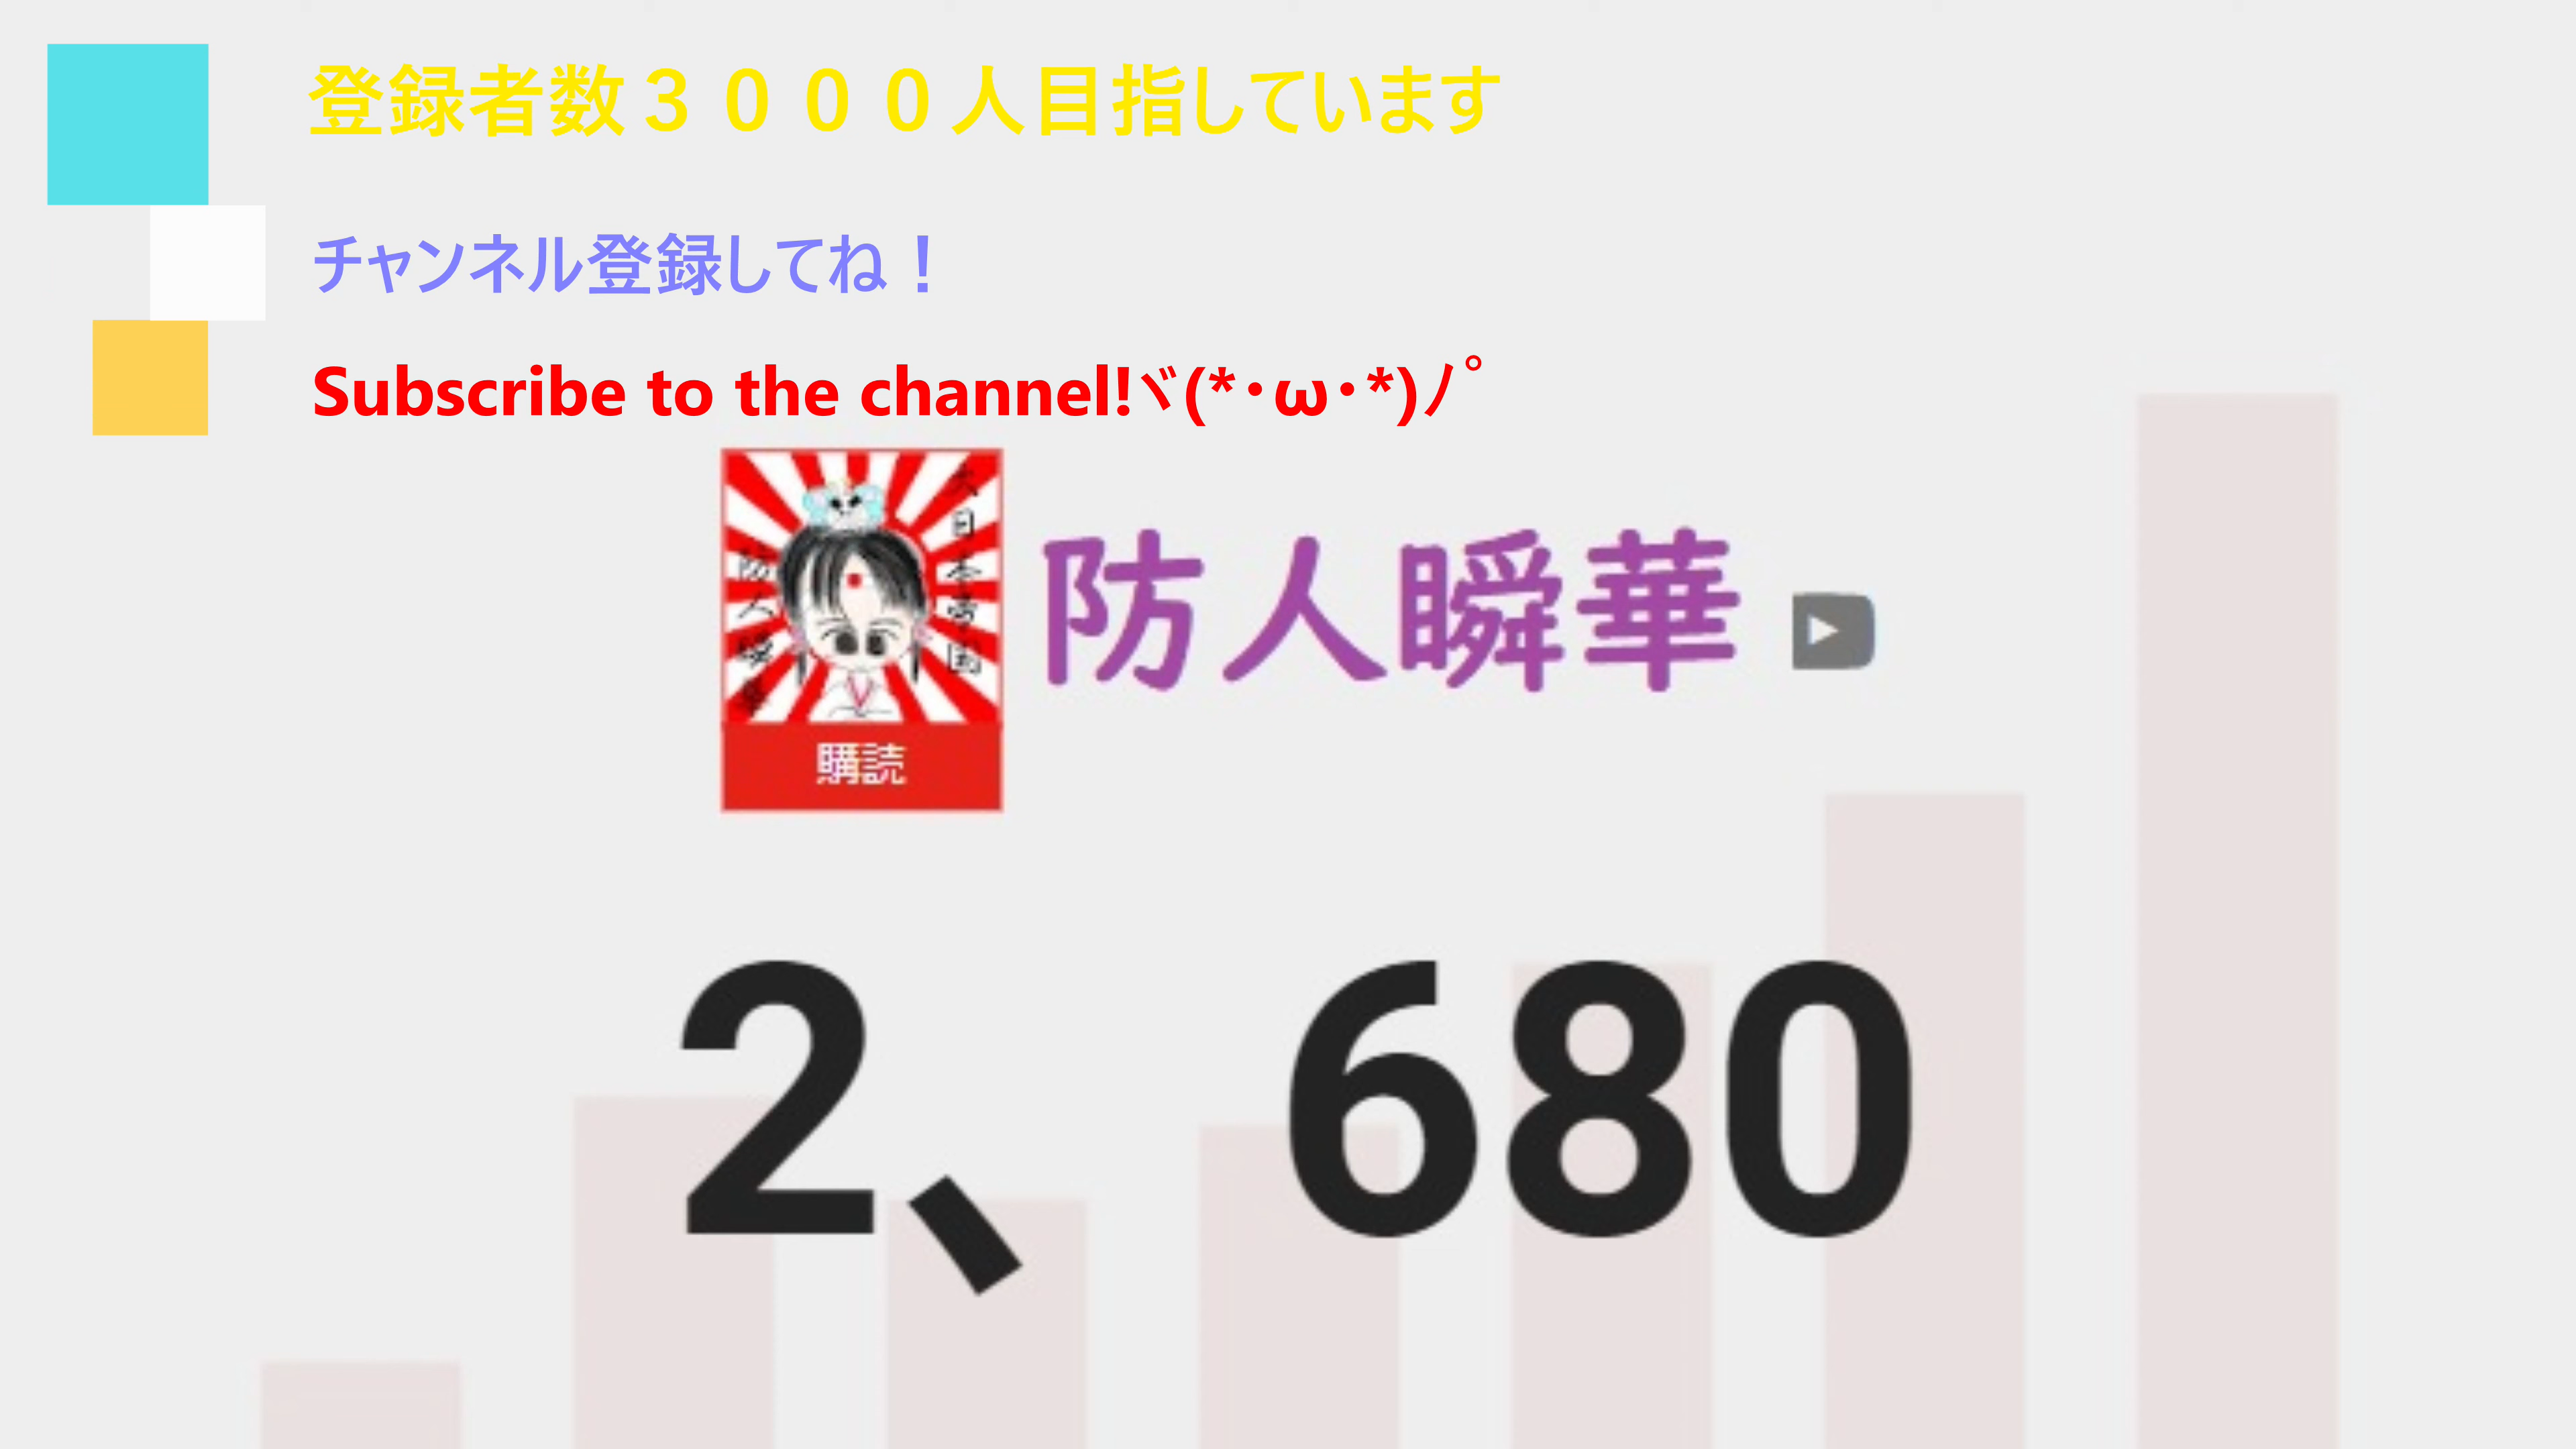 登録者数３０００人目指しています
チャンネル登録してね！
Subscribe to the channel!ヾ(*･ω･*)ﾉﾟ
防人瞬華
購読
2、680